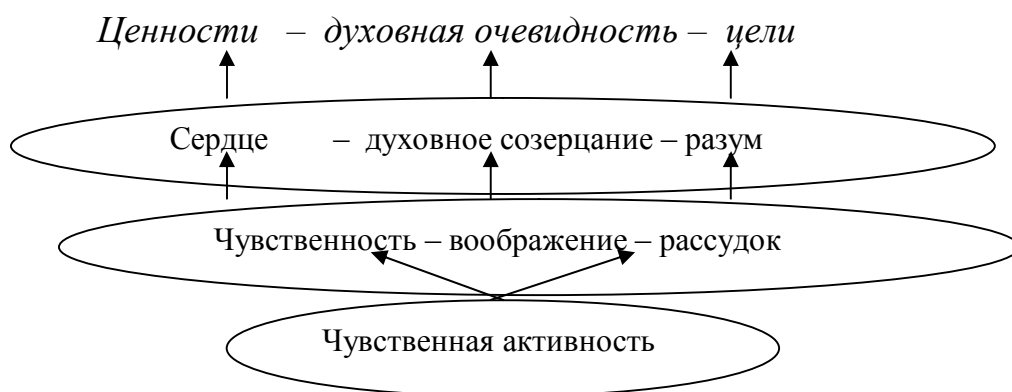 Ценности – духовная очевидность – цели
Сердце – духовное созерцание – разум
Чувственность – воображение – рассудок
Чувственная активность